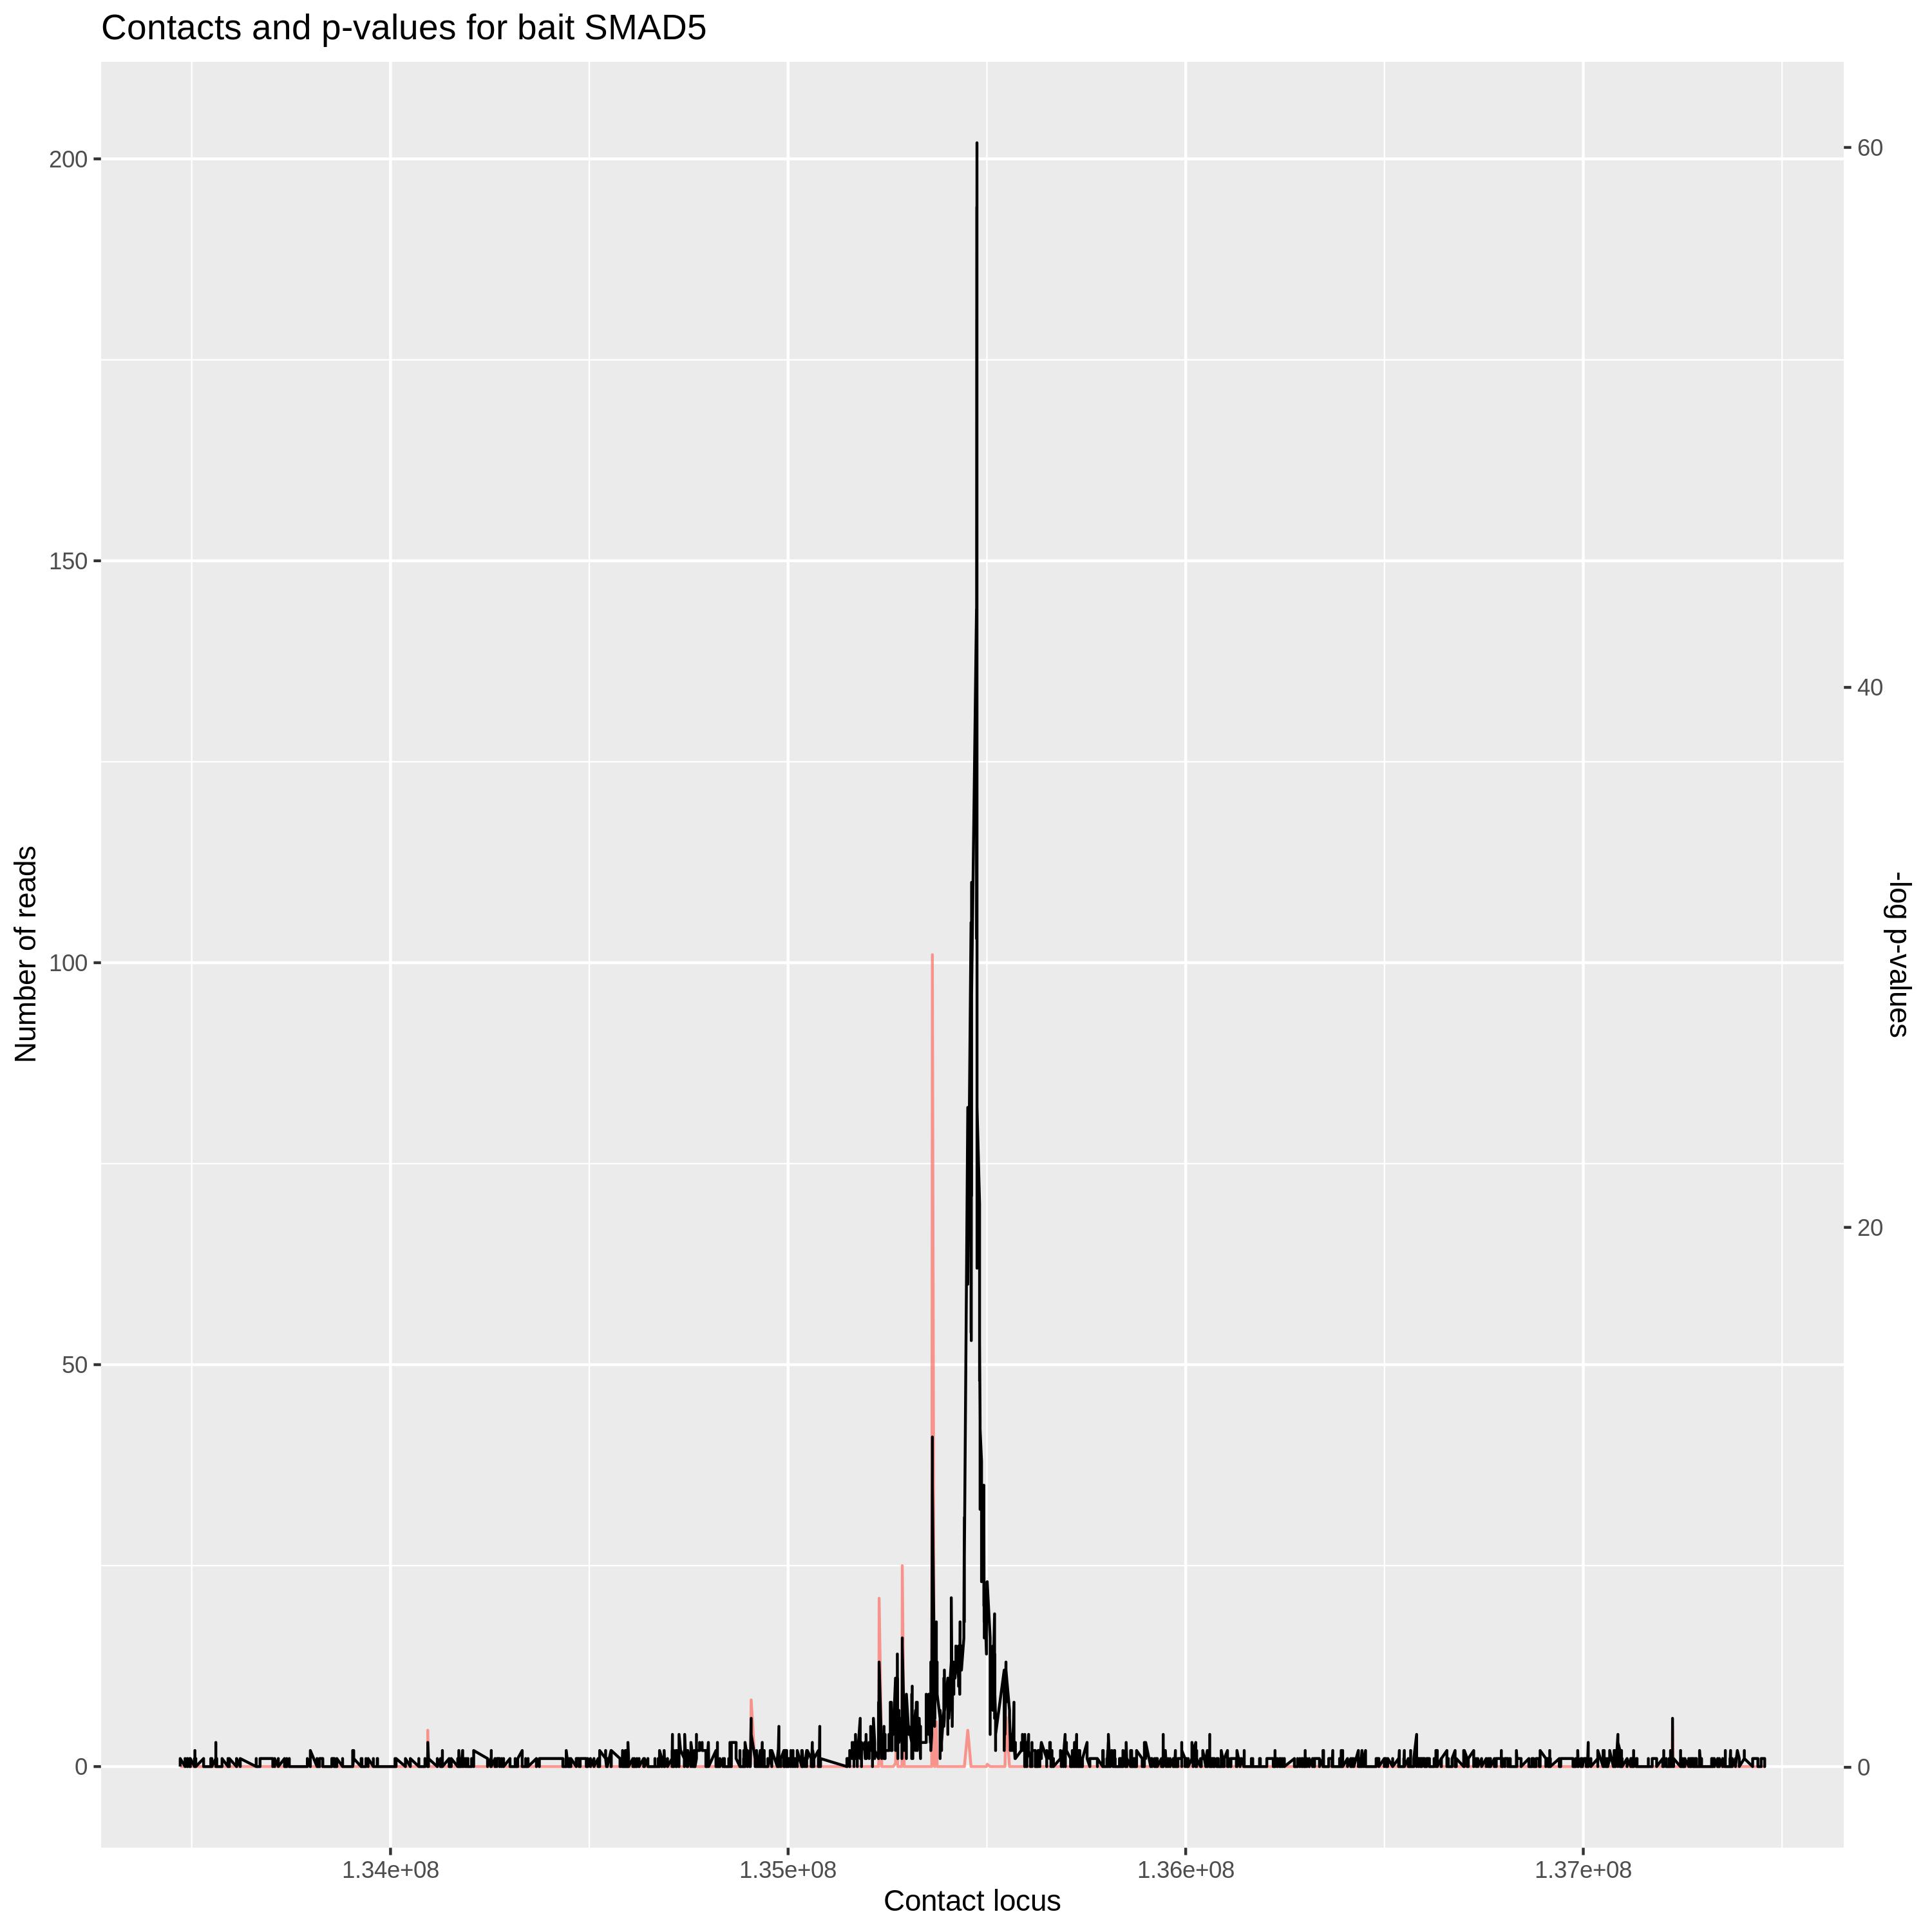 Contacts and p-values for bait SMAD5
200
150
100
50
0
Number of reads
60
40
20
0
-log p-values
1.34e+08
1.35e+08
1.36e+08
1.37e+08
Contact locus